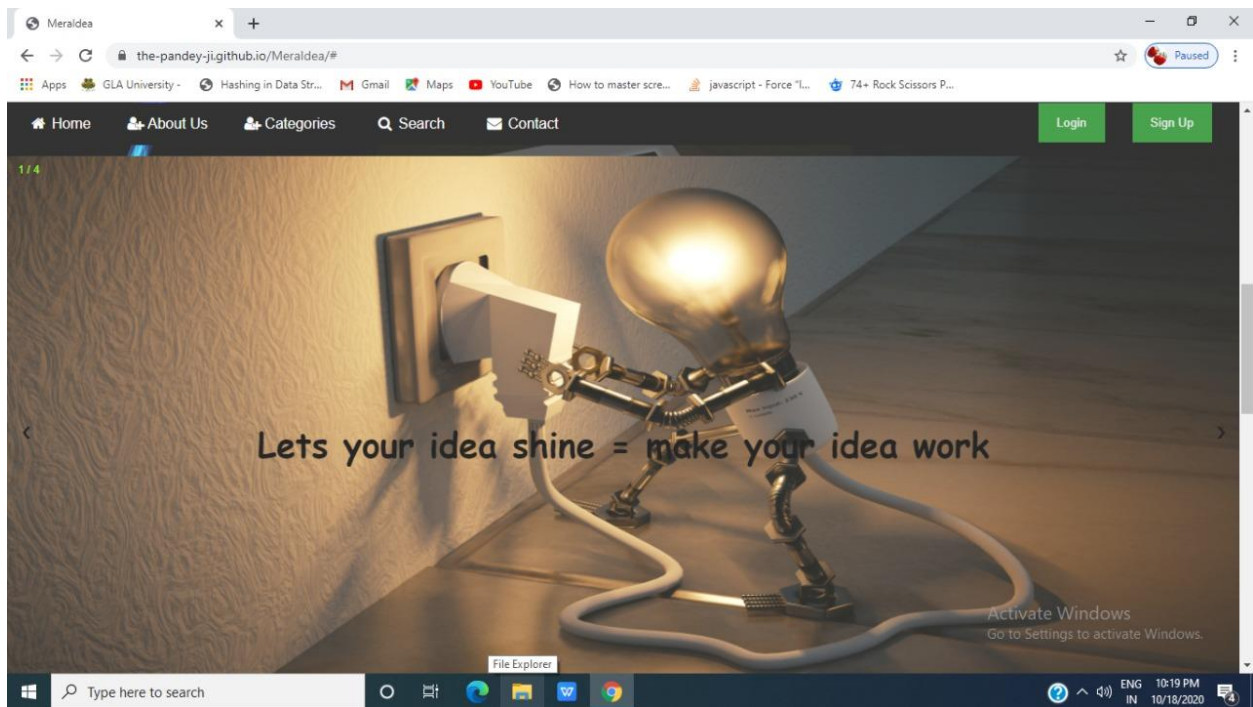 MeraIdea
the-pandey-ji.github.io/MeraIdea/#
Paused
Apps GLA University - Hashing in Data Str... Gmail Maps YouTube How to master scre... javascript - Force "I... 74+ Rock Scissors P...
Home About Us Categories Search Contact Login Sign Up
1 / 4
Lets your idea shine = make your idea work
Activate Windows
Go to Settings to activate Windows.
File Explorer
Type here to search
ENG 10:19 PM
IN 10/18/2020
4